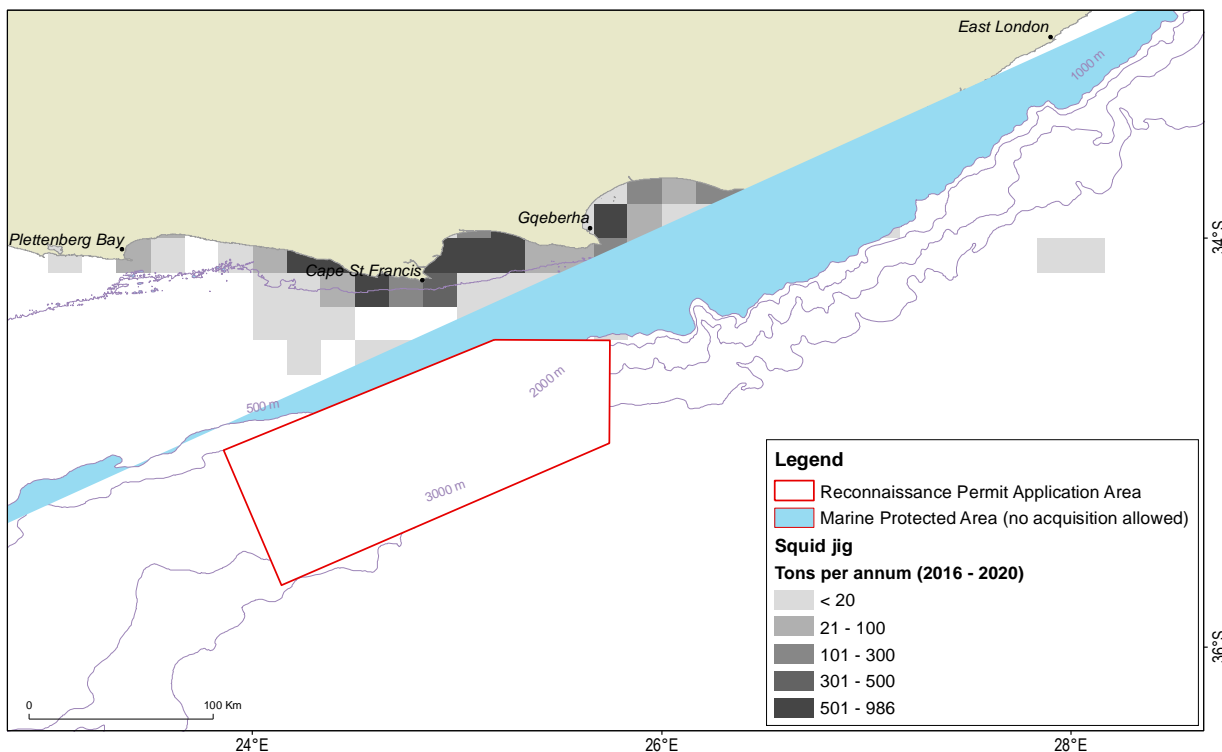 East London
1000 m
Gqeberha
Plettenberg Bay
34°S
Cape St Francis
2000 m
500 m
3000 m
Legend
Reconnaissance Permit Application Area
Marine Protected Area (no acquisition allowed)
Squid jig
Tons per annum (2016 - 2020)
< 20
21 - 100
101 - 300
301 - 500
501 - 986
36°S
0 100 Km
24°E 26°E 28°E